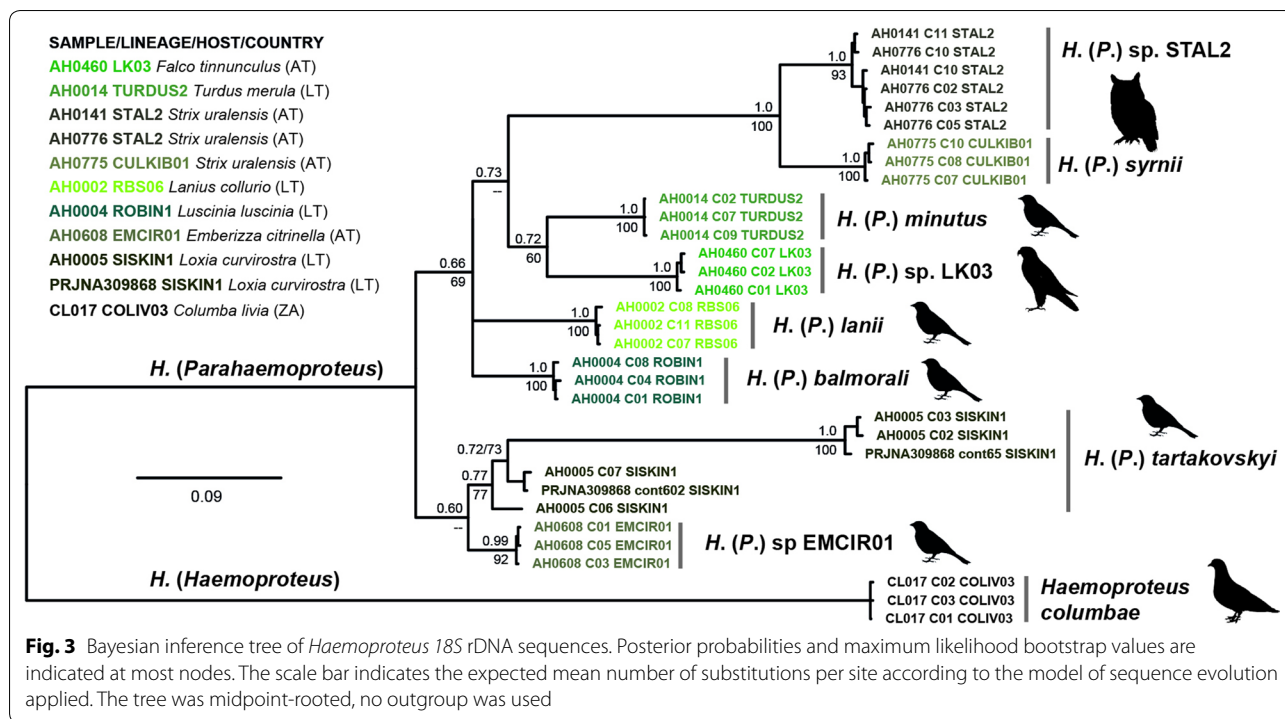 SAMPLE/LINEAGE/HOST/COUNTRY
AH0460 LK03 Falco tinnunculus (AT)
AH0014 TURDUS2 Turdus merula (LT)
AH0141 STAL2 Strix uralensis (AT)
AH0776 STAL2 Strix uralensis (AT)
AH0775 CULKIB01 Strix uralensis (AT)
AH0002 RBS06 Lanius collurio (LT)
AH0004 ROBIN1 Luscinia luscinia (LT)
AH0608 EMCIR01 Emberizza citrinella (AT)
AH0005 SISKIN1 Loxia curvirostra (LT)
PRJNA309868 SISKIN1 Loxia curvirostra (LT)
CL017 COLIV03 Columba livia (ZA)
H. (Parahaemoproteus)
0.09
H. (Haemoproteus)
0.66
69
0.73
--
1.0
100
1.0
93
AH0141 C11 STAL2
AH0776 C10 STAL2
AH0141 C10 STAL2
AH0776 C02 STAL2
AH0776 C03 STAL2
AH0776 C05 STAL2
H. (P.) sp. STAL2
1.0
100
AH0775 C10 CULKIB01
AH0775 C08 CULKIB01
AH0775 C07 CULKIB01
H. (P.) syrnii
0.72
60
1.0
100
AH0014 C02 TURDUS2
AH0014 C07 TURDUS2
AH0014 C09 TURDUS2
H. (P.) minutus
1.0
100
AH0460 C07 LK03
AH0460 C02 LK03
AH0460 C01 LK03
H. (P.) sp. LK03
1.0
100
AH0002 C08 RBS06
AH0002 C11 RBS06
AH0002 C07 RBS06
H. (P.) lanii
1.0
100
AH0004 C08 ROBIN1
AH0004 C04 ROBIN1
AH0004 C01 ROBIN1
H. (P.) balmorali
0.60
--
0.77
77
0.72/73
1.0
100
AH0005 C03 SISKIN1
AH0005 C02 SISKIN1
PRJNA309868 cont65 SISKIN1
AH0005 C07 SISKIN1
PRJNA309868 cont602 SISKIN1
AH0005 C06 SISKIN1
H. (P.) tartakovskyi
0.99
92
AH0608 C01 EMCIR01
AH0608 C05 EMCIR01
AH0608 C03 EMCIR01
H. (P.) sp EMCIR01
CL017 C02 COLIV03
CL017 C03 COLIV03
CL017 C01 COLIV03
Haemoproteus
columbae
Fig. 3 Bayesian inference tree of Haemoproteus 18S rDNA sequences. Posterior probabilities and maximum likelihood bootstrap values are
indicated at most nodes. The scale bar indicates the expected mean number of substitutions per site according to the model of sequence evolution
applied. The tree was midpoint-rooted, no outgroup was used